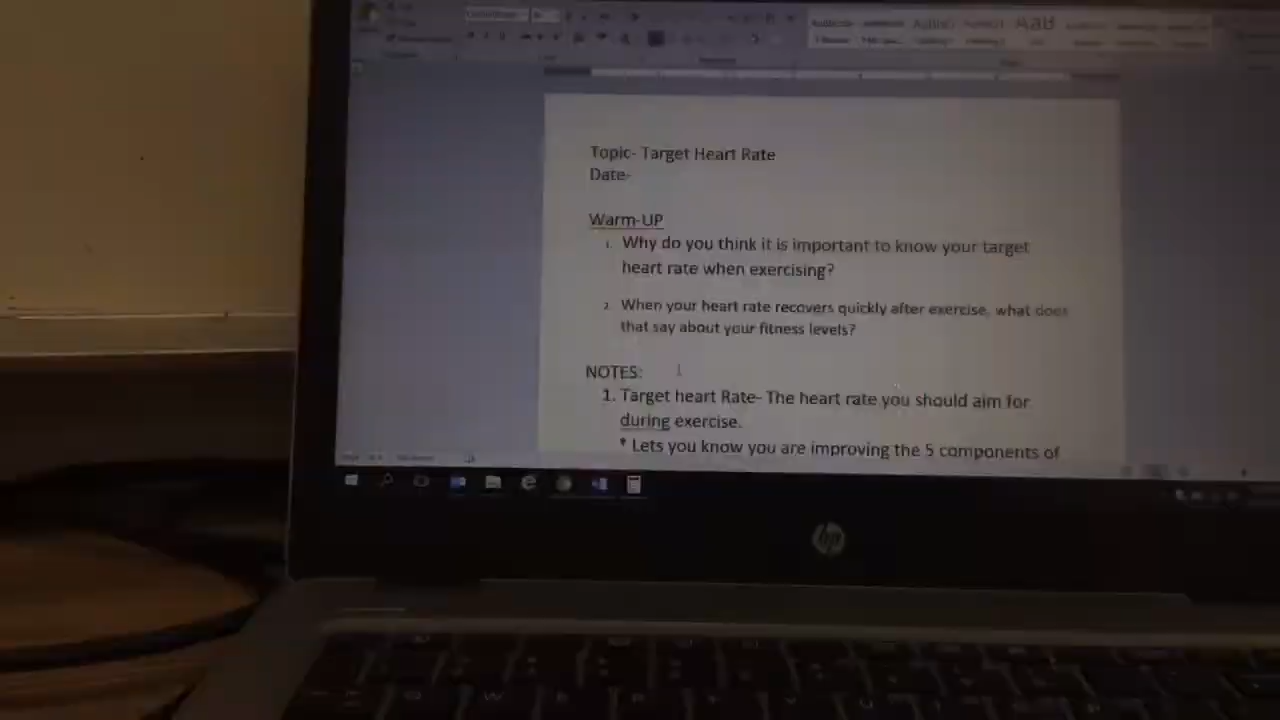 Topic- Target Heart Rate
Date-
Warm-UP
1. Why do you think it is important to know your target
heart rate when exercising?
2. When your heart rate recovers quickly after exercise, what does
that say about your fitness levels?
NOTES:
1. Target heart Rate- The heart rate you should aim for
during exercise.
* Lets you know you are improving the 5 components of
hp